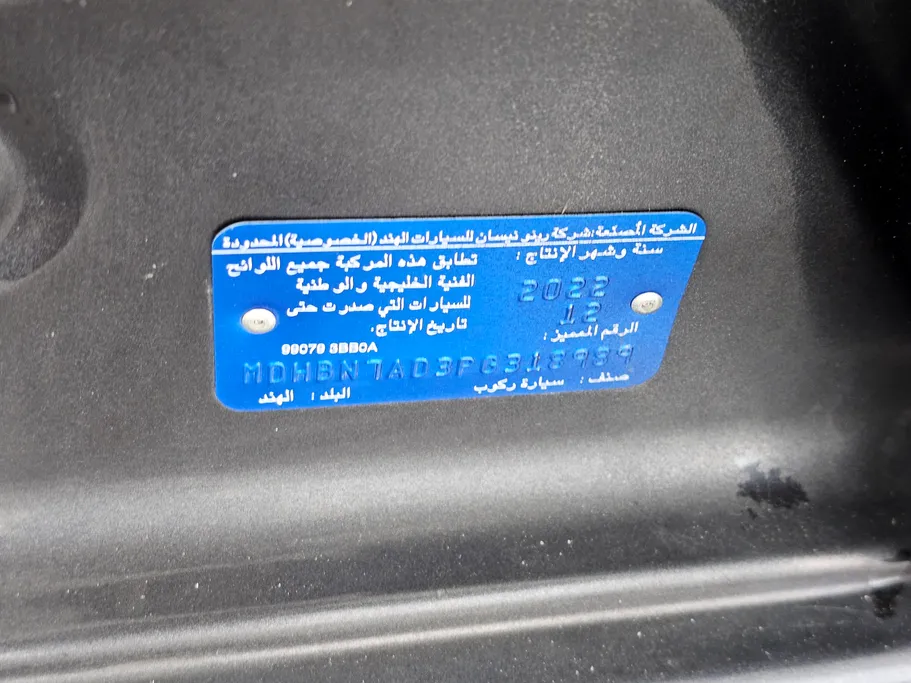 الشركة المصنعة: شركة رينو نيسان للسيارات الهند (الخصوصية) المحدودة
سنة وشهر الإنتاج:
2022
12
تطابق هذه المركبة جميع اللوائح
الفنية الخليجية والوطنية
للسيارات التي صدرت حتى
تاريخ الإنتاج.
الرقم المميز:
99079 3BB0A
MDHBN7AD3PG318989
صنف: سيارة ركوب
البلد: الهند